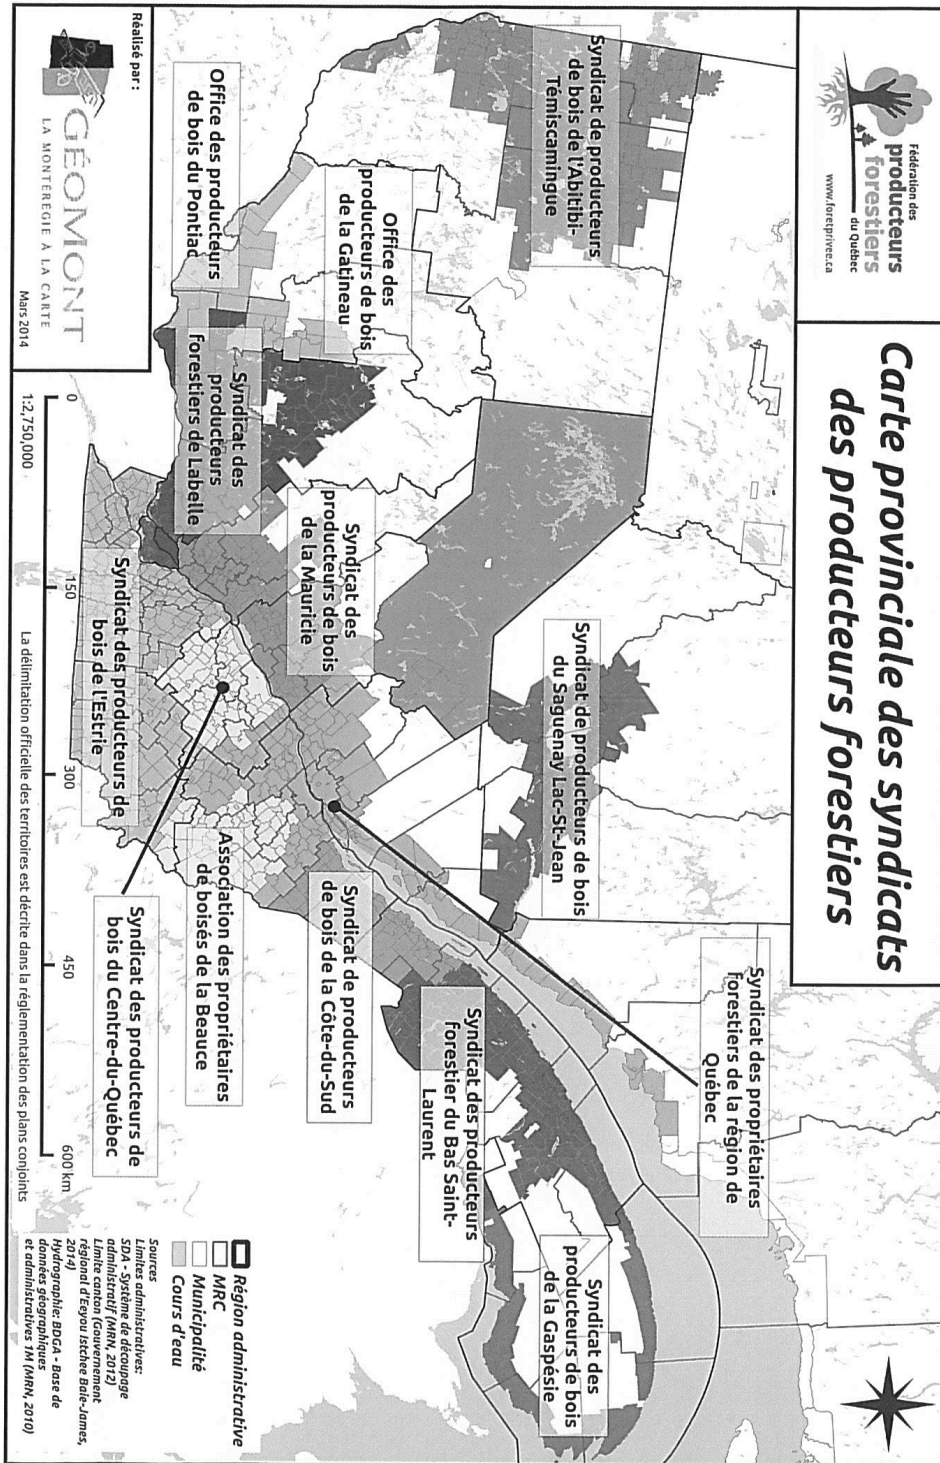 Fédération des
producteurs
forestiers
du Québec
www.foretprivee.ca
Carte provinciale des syndicats
des producteurs forestiers
Syndicat de producteurs
de bois de l'Abitibi-
Témiscamingue
Syndicat de producteurs de bois
du Saguenay Lac-St-Jean
Syndicat des propriétaires
forestiers de la région de
Québec
Office des
producteurs de bois
de la Gatineau
Syndicat des
producteurs de bois
de la Mauricie
Syndicat des producteurs
forestier du Bas Saint-
Laurent
Syndicat des
producteurs de bois
de la Gaspésie
Office des producteurs
de bois du Pontiac
Syndicat des
producteurs
forestiers de Labelle
Syndicat de producteurs
de bois de la Côte-du-Sud
Association des propriétaires
de boisés de la Beauce
Syndicat des producteurs de
bois de l'Estrie
Syndicat des producteurs de
bois du Centre-du-Québec
Réalisé par :
GÉOMONT
LA MONTÉRÉGIE À LA CARTE
Mars 2014
0 150 300 450 600 km
1:2,750,000
La délimitation officielle des territoires est décrite dans la réglementation des plans conjoints
Région administrative
MRC
Municipalité
Cours d'eau
Sources
Limites administratives:
SDA - Système de découpage
administratif (MRN, 2012)
Limite canton (Gouvernement
régional d'Eeyou Istchee Baie-James,
2014)
Hydrographie: BDGA - Base de
données géographiques
et administratives 1M (MRN, 2010)